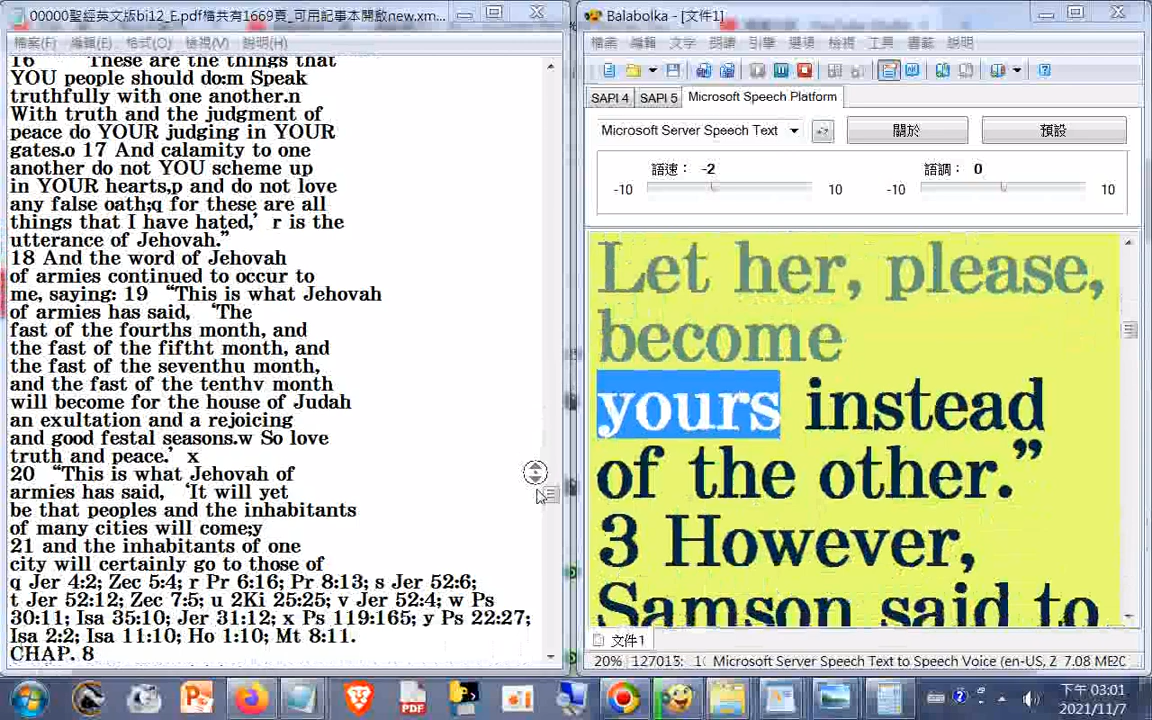 00000聖經英文版bi12_E.pdf檔共有1669頁_可用記事本開啟new.xm...
檔案(F) 編輯(E) 格式(O) 檢視(V) 說明(H)
16 These are the things that
YOU people should do:m Speak
truthfully with one another.n
With truth and the judgment of
peace do YOUR judging in YOUR
gates.o 17 And calamity to one
another do not YOU scheme up
in YOUR hearts,p and do not love
any false oath;q for these are all
things that I have hated,’ r is the
utterance of Jehovah.”
18 And the word of Jehovah
of armies continued to occur to
me, saying: 19 “This is what Jehovah
of armies has said, ‘The
fast of the fourths month, and
the fast of the fiftht month, and
the fast of the seventhu month,
and the fast of the tenthv month
will become for the house of Judah
an exultation and a rejoicing
and good festal seasons.w So love
truth and peace.’ x
20 “This is what Jehovah of
armies has said, ‘It will yet
be that peoples and the inhabitants
of many cities will come;y
21 and the inhabitants of one
city will certainly go to those of
q Jer 4:2; Zec 5:4; r Pr 6:16; Pr 8:13; s Jer 52:6;
t Jer 52:12; Zec 7:5; u 2Ki 25:25; v Jer 52:4; w Ps
30:11; Isa 35:10; Jer 31:12; x Ps 119:165; y Ps 22:27;
Isa 2:2; Isa 11:10; Ho 1:10; Mt 8:11.
CHAP. 8
Balabolka - [文件1]
檔案 編輯 文字 朗讀 引擎 選項 檢視 工具 書籤 說明
SAPI 4 SAPI 5 Microsoft Speech Platform
Microsoft Server Speech Text 關於 預設
語速: -2 語調: 0
-10 10 -10 10
Let her, please,
become
yours instead
of the other.”
3 However,
Samson said to
文件1
20% 127015: Microsoft Server Speech Text to Speech Voice (en-US, Z 7.08 ME
PDF
下午 03:01
2021/11/7